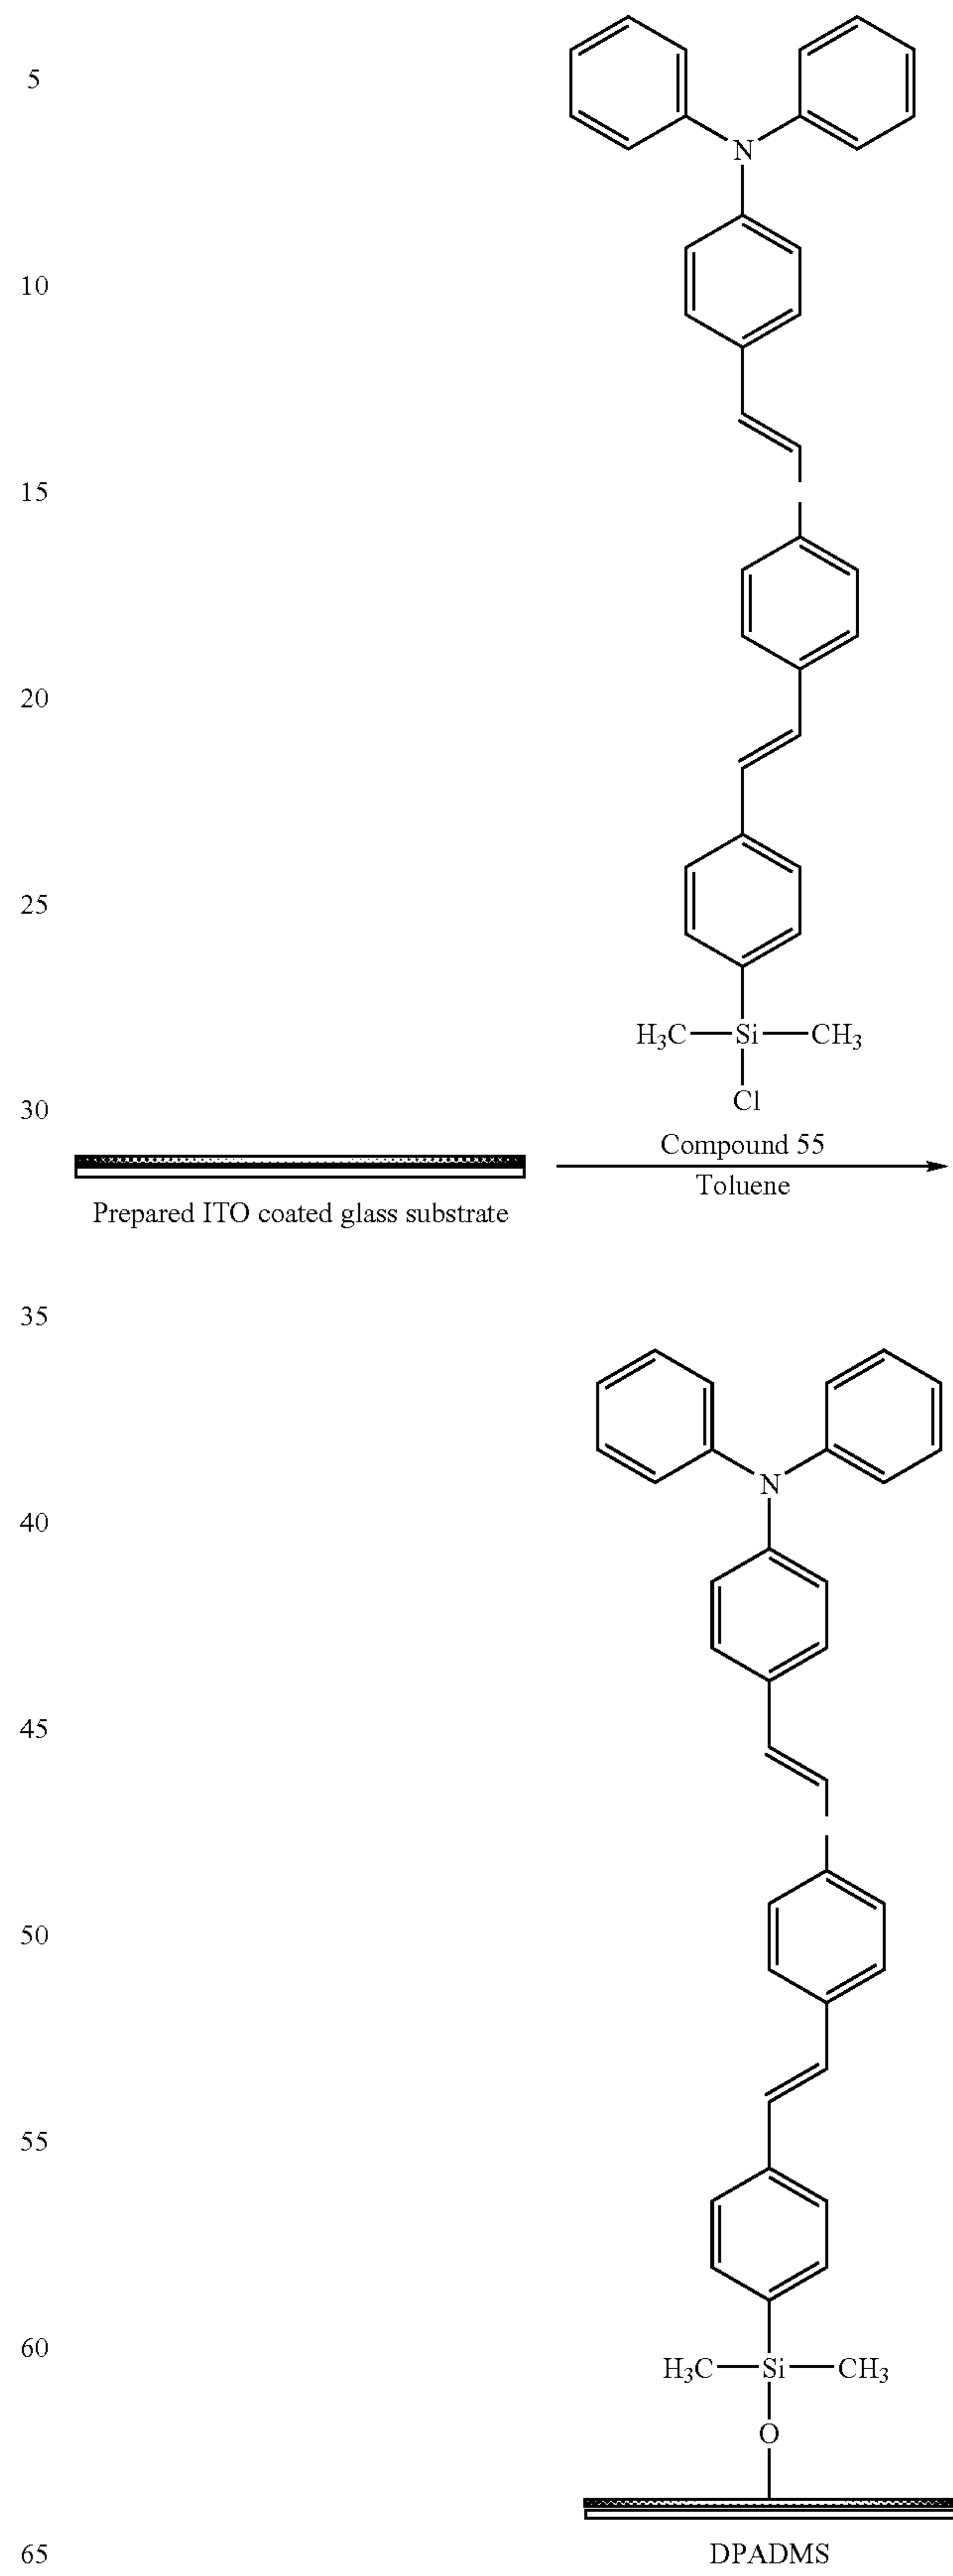 5
N
10
15
20
25
H₃C Si CH₃
Cl
30
Compound 55
Toluene
Prepared ITO coated glass substrate
35
N
40
45
50
55
60
H₃C Si CH₃
O
65
DPADMS